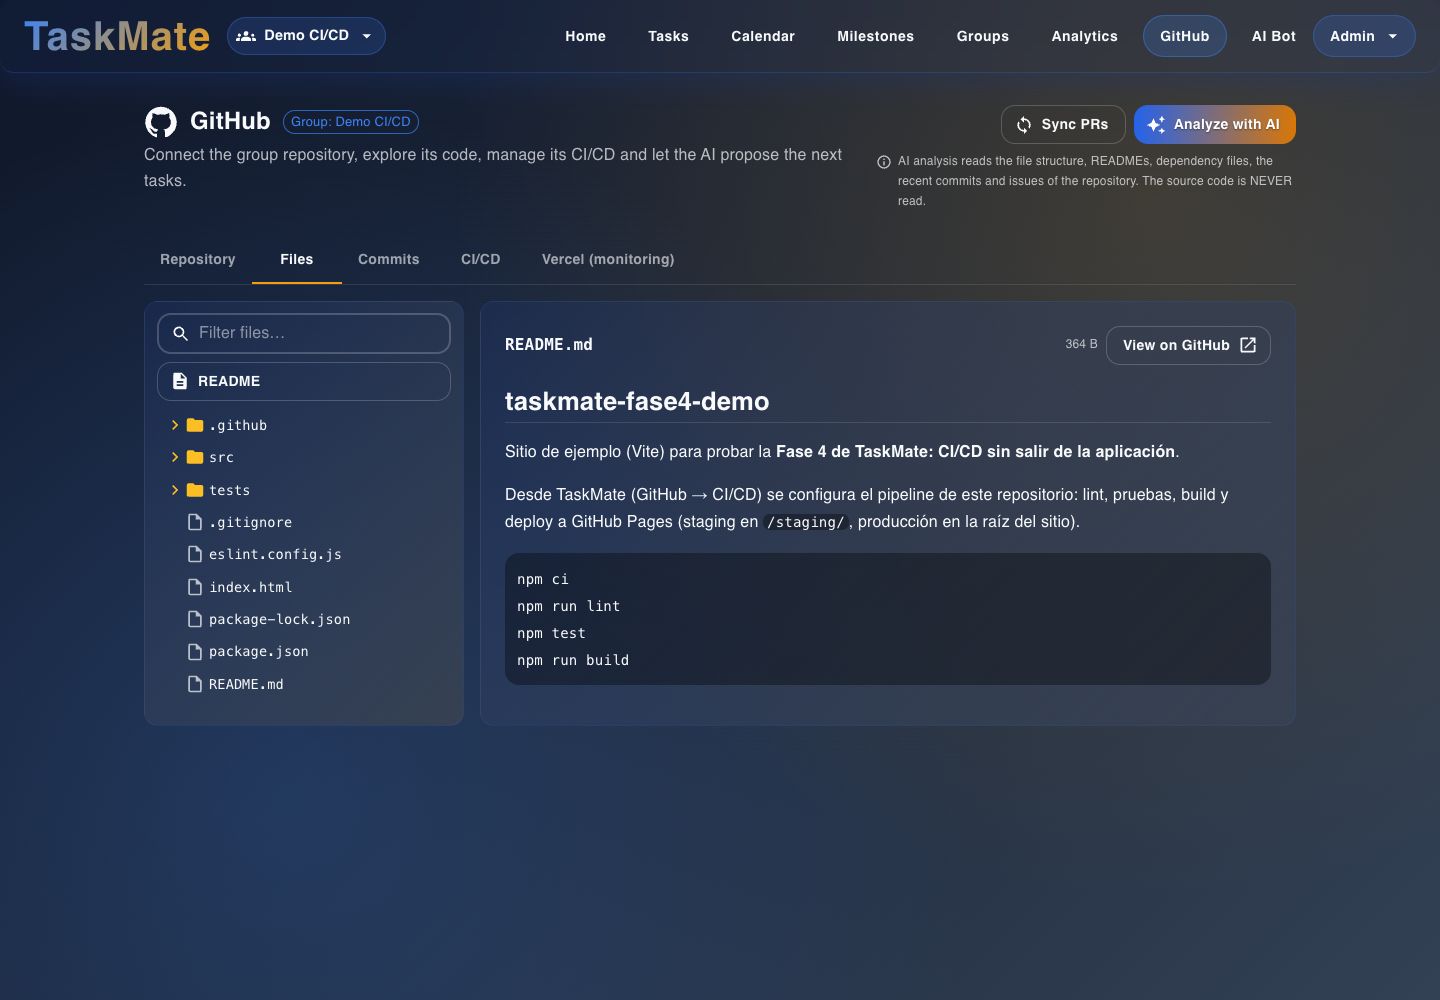 TaskMate
Demo CI/CD
Home
Tasks
Calendar
Milestones
Groups
Analytics
GitHub
AI Bot
Admin
GitHub
Group: Demo CI/CD
Connect the group repository, explore its code, manage its CI/CD and let the AI propose the next
tasks.
Sync PRs
Analyze with AI
AI analysis reads the file structure, READMEs, dependency files, the
recent commits and issues of the repository. The source code is NEVER
read.
Repository
Files
Commits
CI/CD
Vercel (monitoring)
Filter files...
README
.github
src
tests
.gitignore
eslint.config.js
index.html
package-lock.json
package.json
README.md
README.md
364 B
View on GitHub
taskmate-fase4-demo
Sitio de ejemplo (Vite) para probar la Fase 4 de TaskMate: CI/CD sin salir de la aplicación.
Desde TaskMate (GitHub → CI/CD) se configura el pipeline de este repositorio: lint, pruebas, build y
deploy a GitHub Pages (staging en /staging/, producción en la raíz del sitio).
npm ci
npm run lint
npm test
npm run build